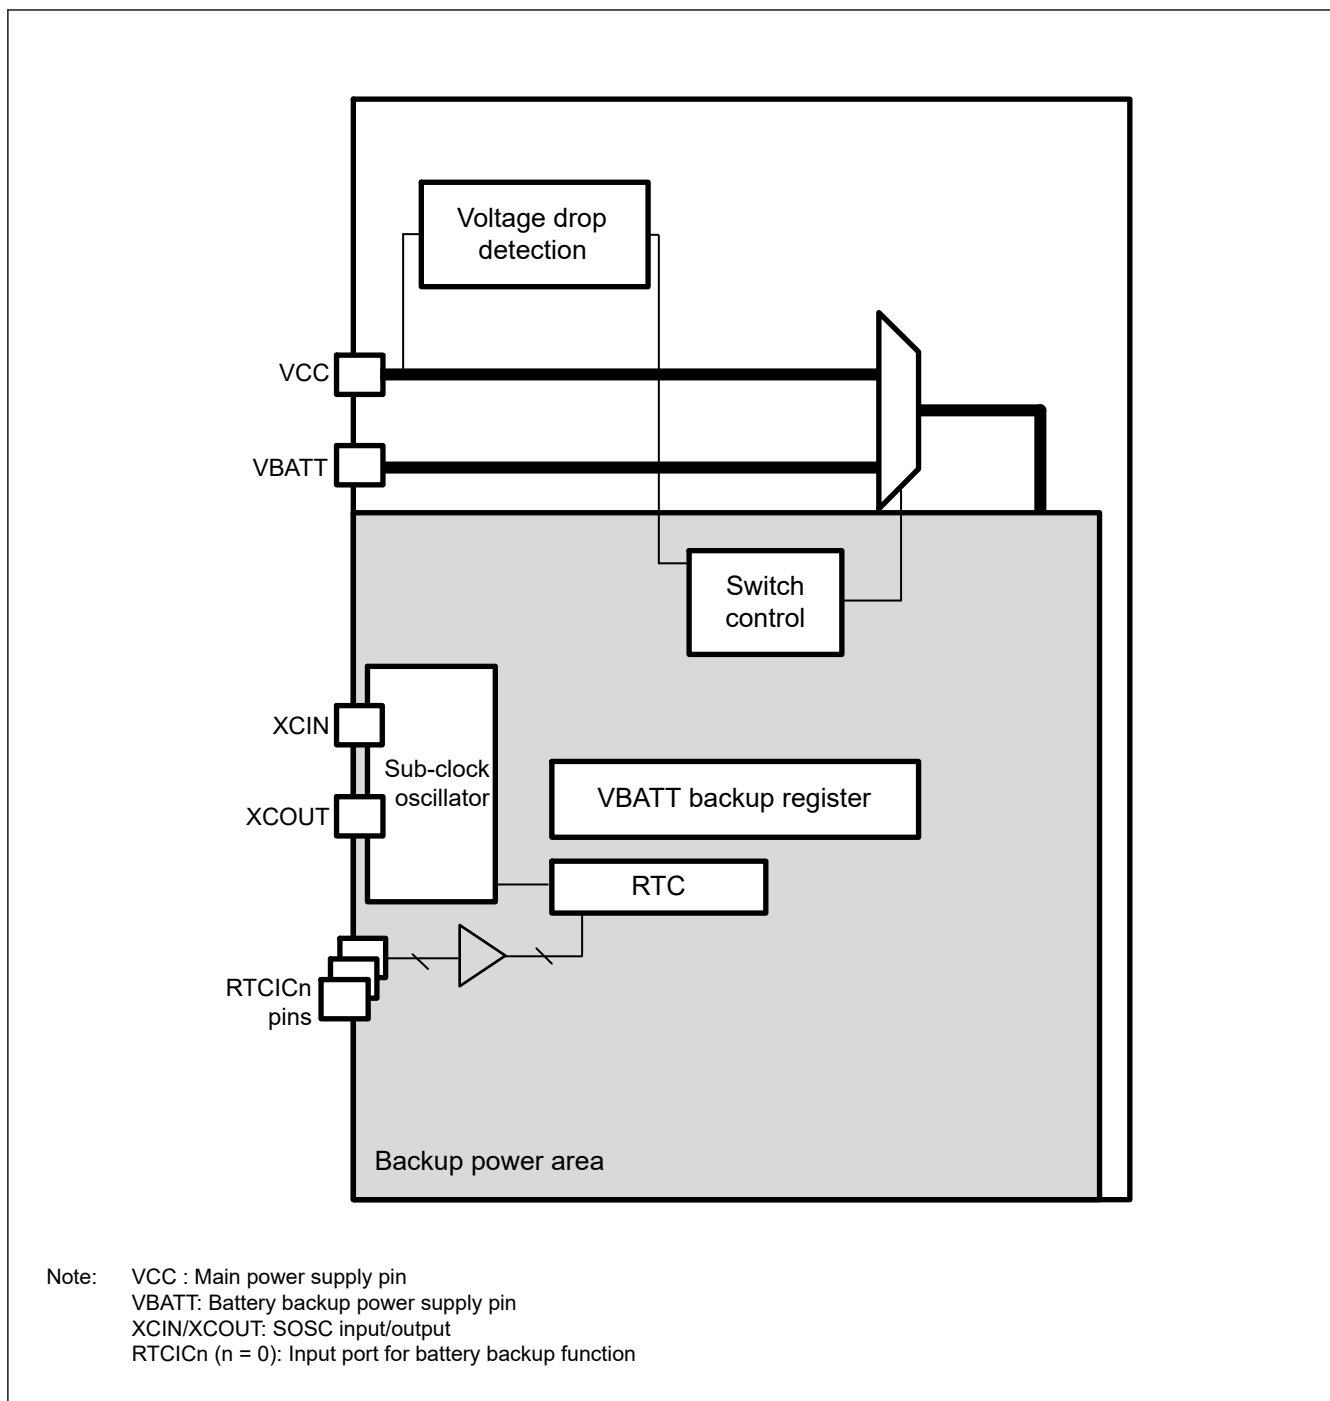 Voltage drop
detection
VCC
VBATT
Switch
control
XCIN
Sub-clock
oscillator
XCOUT
VBATT backup register
RTC
RTCICn
pins
Backup power area
Note: VCC : Main power supply pin
VBATT: Battery backup power supply pin
XCIN/XCOUT: SOSC input/output
RTCICn (n = 0): Input port for battery backup function